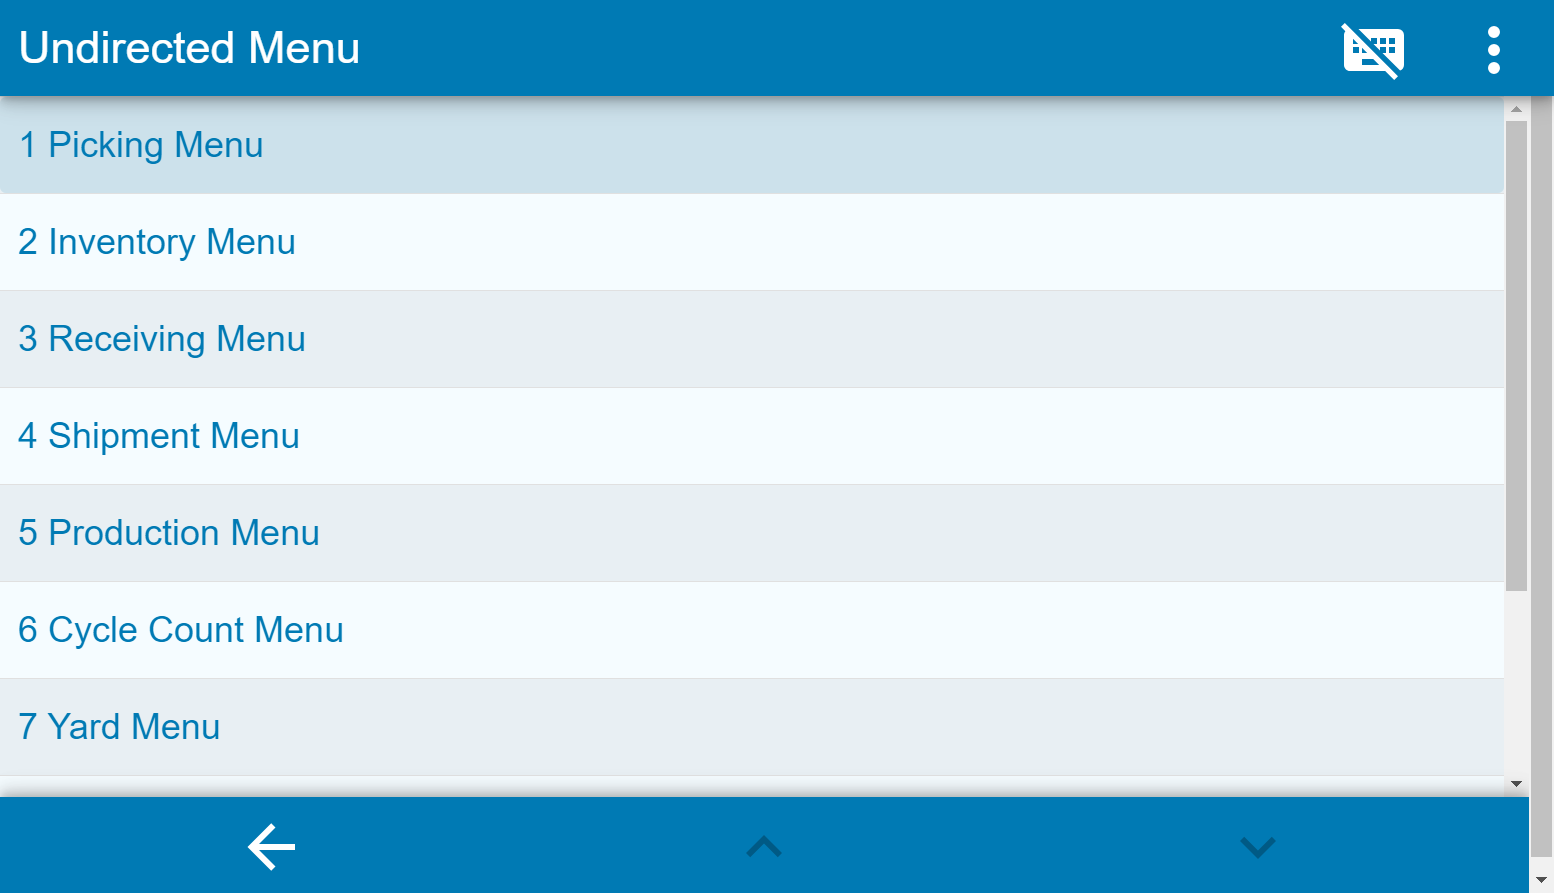 Undirected Menu
1 Picking Menu
2 Inventory Menu
3 Receiving Menu
4 Shipment Menu
5 Production Menu
6 Cycle Count Menu
7 Yard Menu